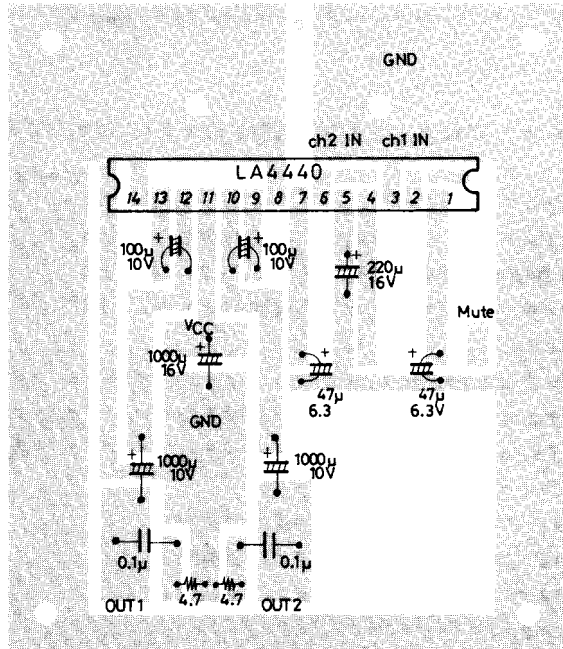 GND
ch2 IN ch1 IN
LA4440
14 13 12 11 10 9 8 7 6 5 4 3 2 1
+ 100μ 10V
+ 100μ 10V
+ 220μ 16V
Mute
VCC
+ 1000μ 16V
+ 47μ 6.3
+ 47μ 6.3V
GND
+ 1000μ 10V
+ 1000μ 10V
0.1μ
0.1μ
4.7 4.7
OUT1 OUT2